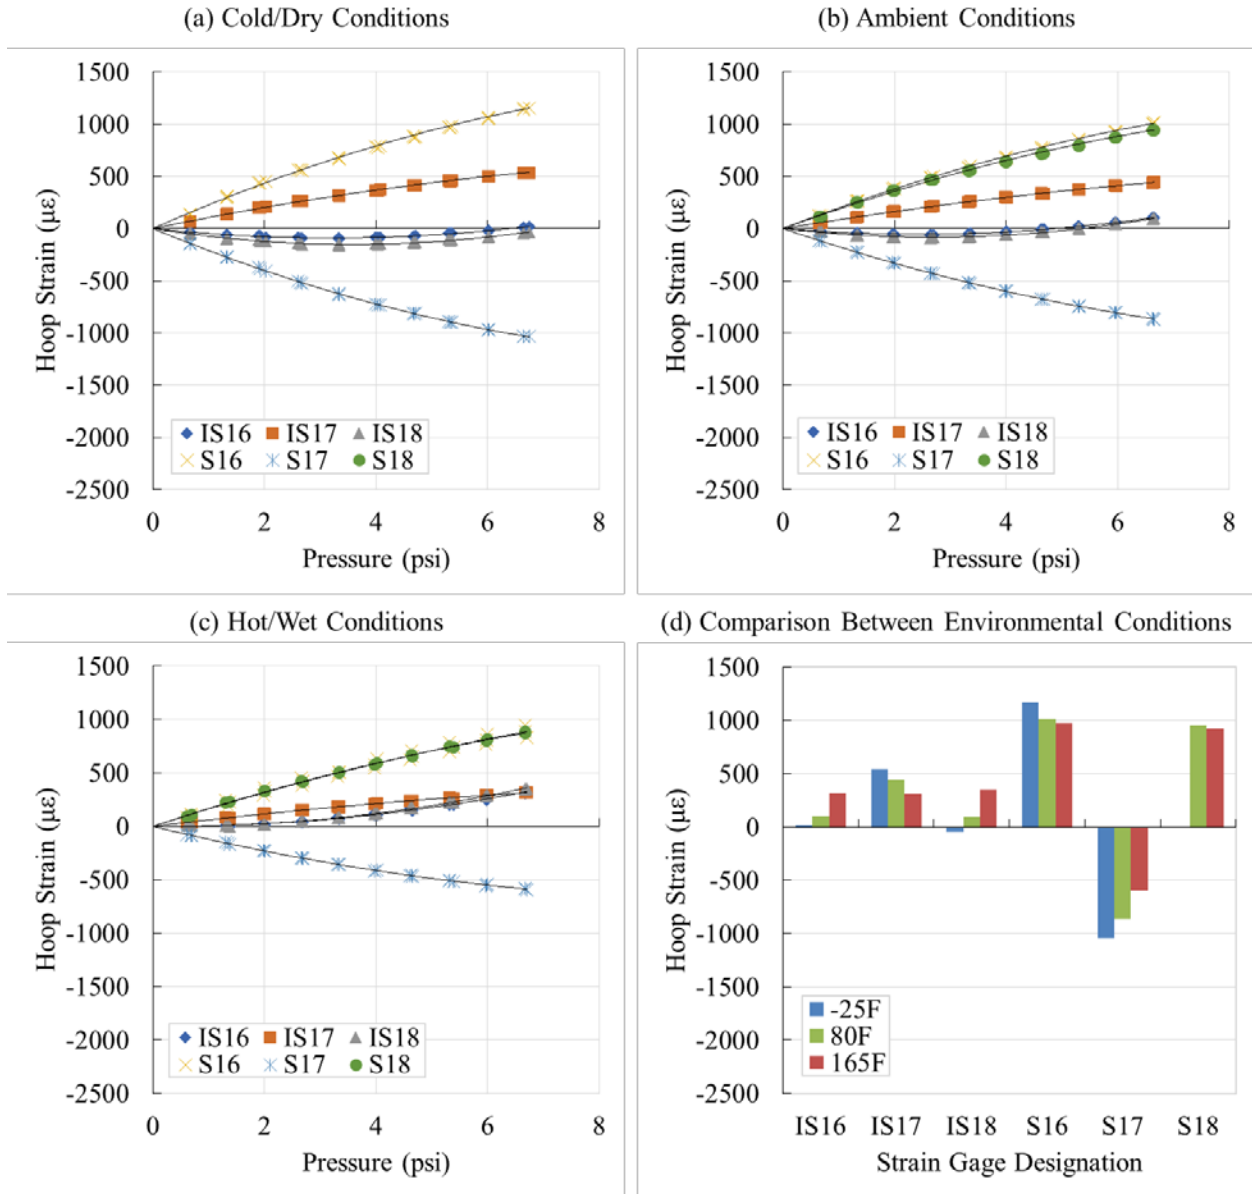 (a) Cold/Dry Conditions
1500
1000
500
0
-500
-1000
-1500
-2000
-2500
Hoop Strain (με)
IS16 IS17 IS18
S16 S17 S18
0 2 4 6 8
Pressure (psi)
(b) Ambient Conditions
1500
1000
500
0
-500
-1000
-1500
-2000
-2500
Hoop Strain (με)
IS16 IS17 IS18
S16 S17 S18
0 2 4 6 8
Pressure (psi)
(c) Hot/Wet Conditions
1500
1000
500
0
-500
-1000
-1500
-2000
-2500
Hoop Strain (με)
IS16 IS17 IS18
S16 S17 S18
0 2 4 6 8
Pressure (psi)
(d) Comparison Between Environmental Conditions
1500
1000
500
0
-500
-1000
-1500
-2000
-2500
Hoop Strain (με)
-25F
80F
165F
IS16 IS17 IS18 S16 S17 S18
Strain Gage Designation